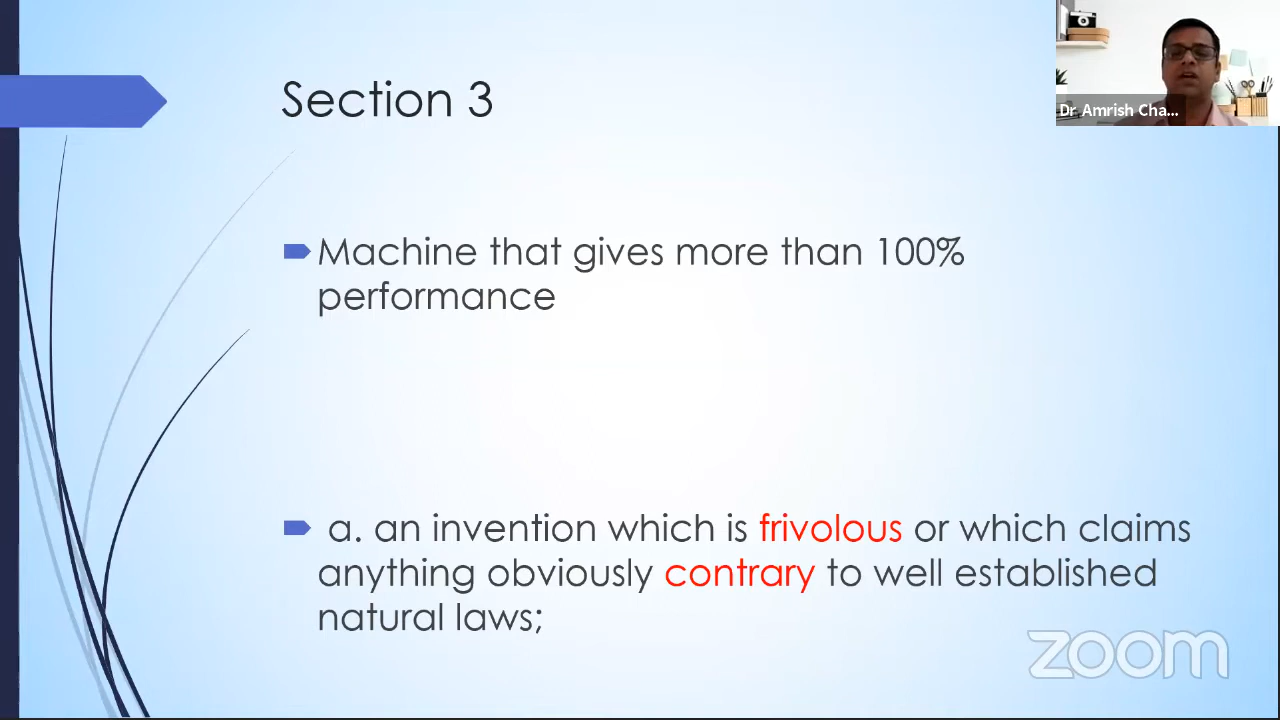 Section 3
Dr Amrish Cha...
Machine that gives more than 100%
performance
a. an invention which is frivolous or which claims
anything obviously contrary to well established
natural laws;
zoom